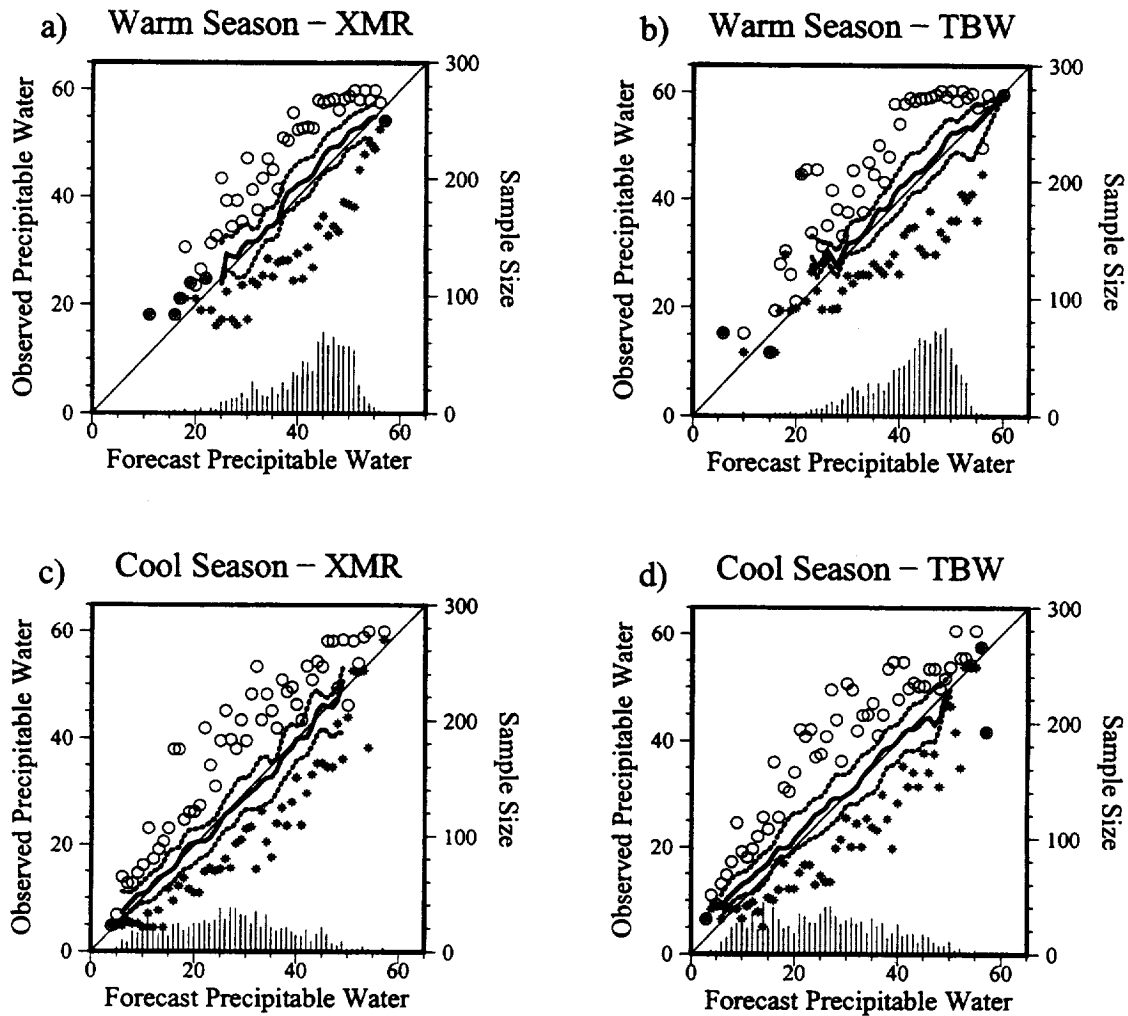 a) Warm Season – XMR
Observed Precipitable Water
60
40
20
0
300
200
100
0
Sample Size
0 20 40 60
Forecast Precipitable Water
b) Warm Season – TBW
Observed Precipitable Water
60
40
20
0
300
200
100
0
Sample Size
0 20 40 60
Forecast Precipitable Water
c) Cool Season – XMR
Observed Precipitable Water
60
40
20
0
300
200
100
0
Sample Size
0 20 40 60
Forecast Precipitable Water
d) Cool Season – TBW
Observed Precipitable Water
60
40
20
0
300
200
100
0
Sample Size
0 20 40 60
Forecast Precipitable Water